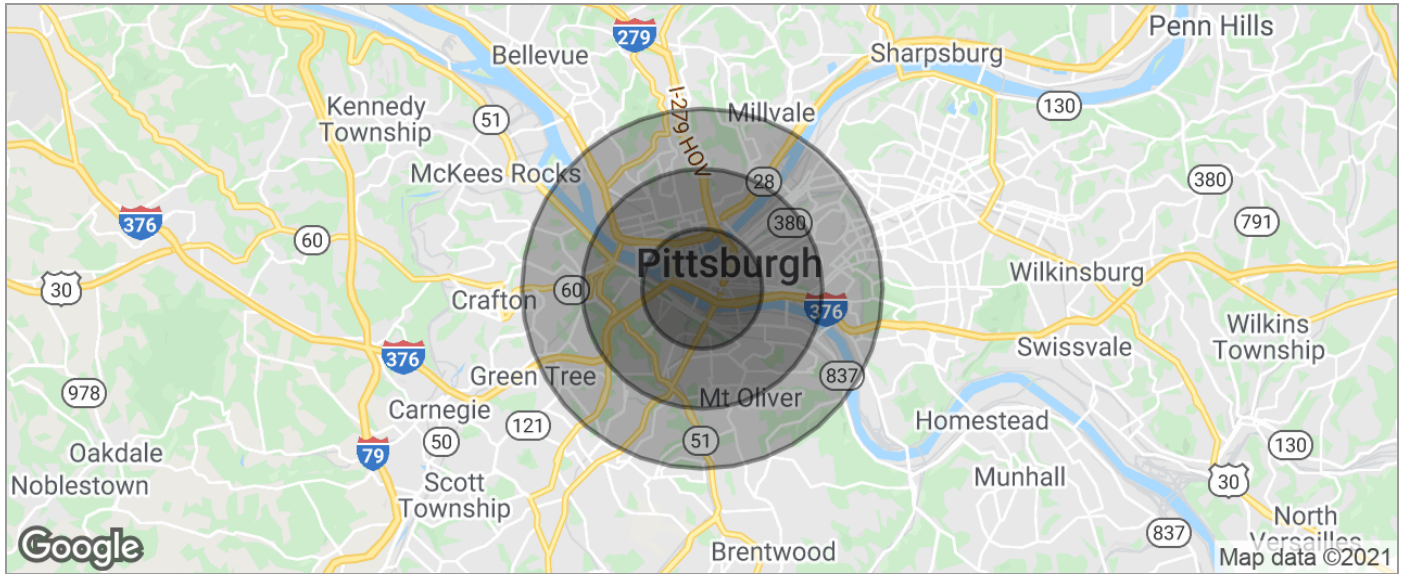 Penn Hills
279
Bellevue
Sharpsburg
Kennedy
Township
51
I-279 HOV
Millvale
130
McKees Rocks
28
380
376
60
380
791
Pittsburgh
30
Crafton
60
376
Wilkinsburg
376
Green Tree
837
Swissvale
Wilkins
Township
978
Carnegie
Mt Oliver
Homestead
121
50
51
130
Oakdale
79
Noblestown
Scott
Township
Munhall
30
North
Versailles
837
Google
Brentwood
Map data ©2021